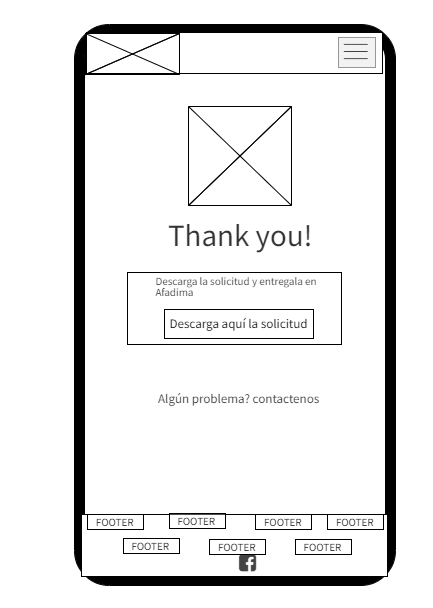 Thank you!
Descarga la solicitud y entregala en
Afadima
Descarga aquí la solicitud
Algún problema? contactenos
FOOTER FOOTER FOOTER FOOTER
FOOTER FOOTER FOOTER